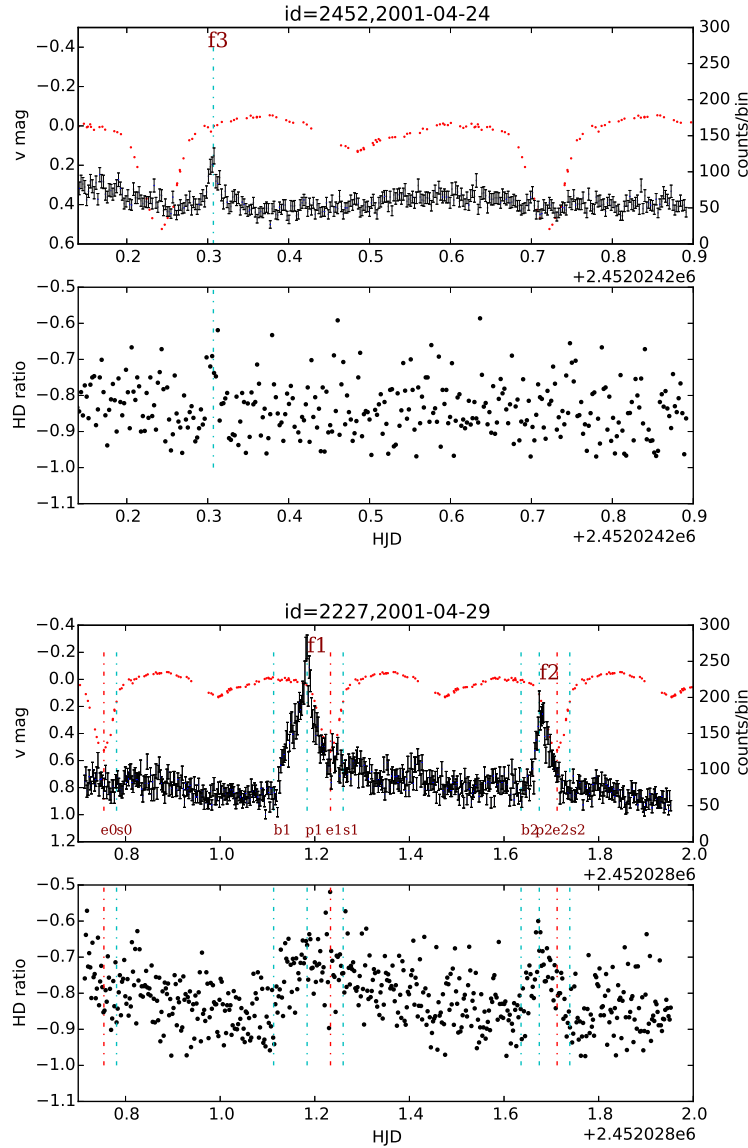 id=2452,2001-04-24
f3
v mag
counts/bin
−0.4
−0.2
0.0
0.2
0.4
0.6
300
250
200
150
100
50
0
0.2 0.3 0.4 0.5 0.6 0.7 0.8 0.9
+2.4520242e6
HD ratio
−0.5
−0.6
−0.7
−0.8
−0.9
−1.0
−1.1
0.2 0.3 0.4 0.5 0.6 0.7 0.8 0.9
HJD
+2.4520242e6
id=2227,2001-04-29
f1
f2
v mag
counts/bin
−0.4
−0.2
0.0
0.2
0.4
0.6
0.8
1.0
1.2
300
250
200
150
100
50
0
e0s0 b1 p1 e1s1 b2p2e2s2
0.8 1.0 1.2 1.4 1.6 1.8 2.0
+2.452028e6
HD ratio
−0.5
−0.6
−0.7
−0.8
−0.9
−1.0
−1.1
0.8 1.0 1.2 1.4 1.6 1.8 2.0
HJD
+2.452028e6